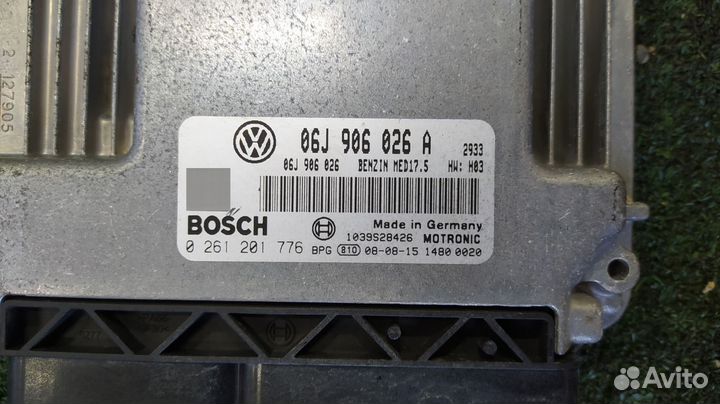 2 127905
06J 906 026 A 2933
06J 906 026 BENZIN MED17.5 HW: H03
BOSCH
Made in Germany
1039S28426 MOTRONIC
0 261 201 776 BPG 810 08-08-15 1480 0020
Avito